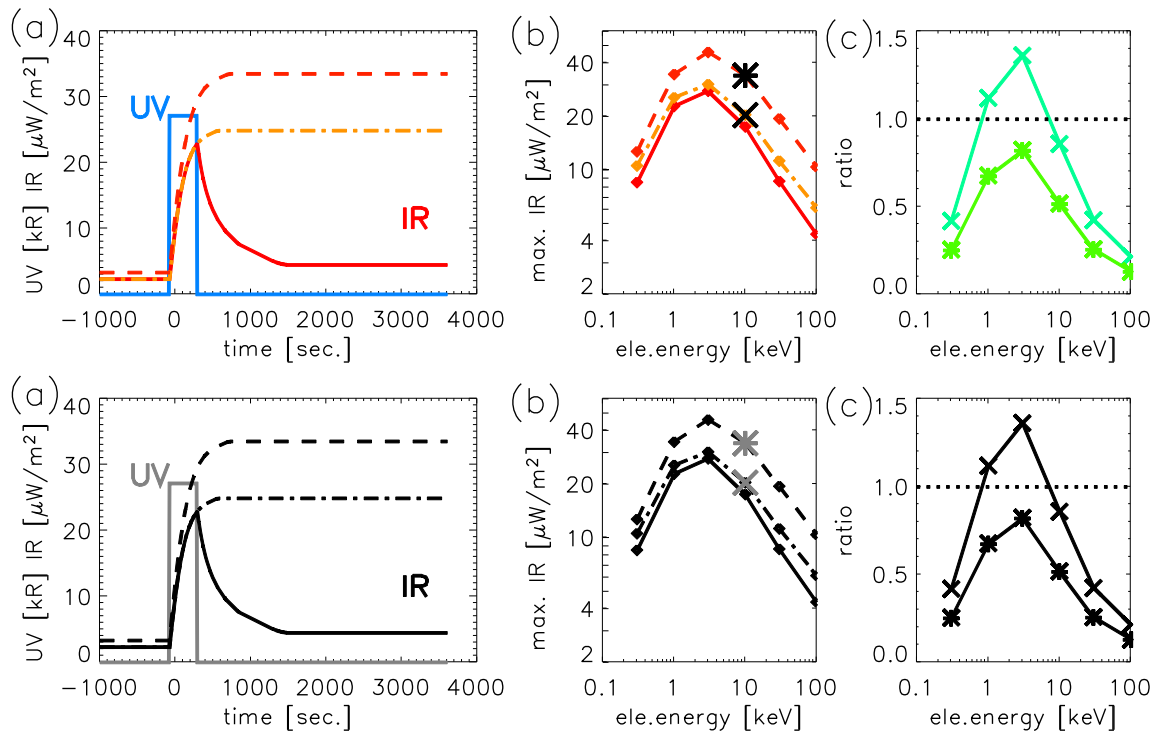 (a)
UV [kR] IR [μW/m²]
40
30
20
10
0
UV
IR
−1000 0 1000 2000 3000 4000
time [sec.]
(b)
max. IR [μW/m²]
40
20
10
4
2
0.1 1 10 100
ele.energy [keV]
(c)
ratio
1.5
1.0
0.5
0.0
0.1 1 10 100
ele.energy [keV]
(a)
UV [kR] IR [μW/m²]
40
30
20
10
0
UV
IR
−1000 0 1000 2000 3000 4000
time [sec.]
(b)
max. IR [μW/m²]
40
20
10
4
2
0.1 1 10 100
ele.energy [keV]
(c)
ratio
1.5
1.0
0.5
0.0
0.1 1 10 100
ele.energy [keV]